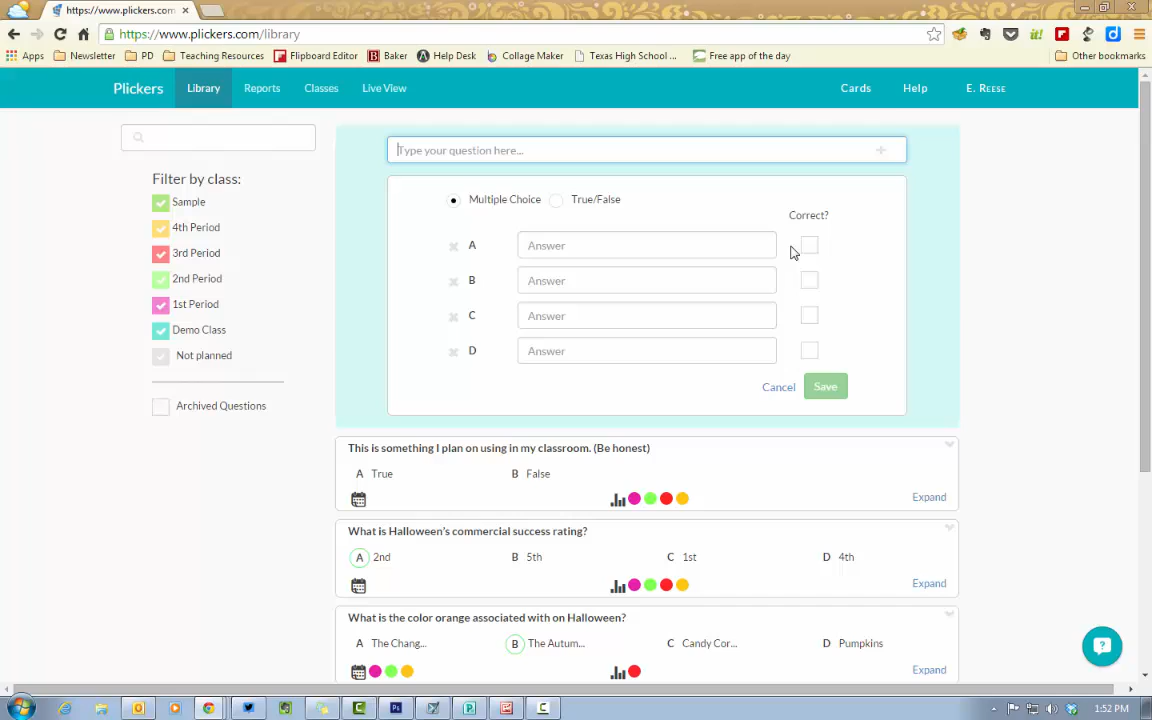 https://www.plickers.com
https://www.plickers.com/library
Apps Newsletter PD Teaching Resources Flipboard Editor Baker Help Desk Collage Maker Texas High School ... Free app of the day Other bookmarks
Plickers Library Reports Classes Live View Cards Help E. REESE
Type your question here...
Filter by class:
Sample
4th Period
3rd Period
2nd Period
1st Period
Demo Class
Not planned
Archived Questions
Multiple Choice True/False
Correct?
A Answer
B Answer
C Answer
D Answer
Cancel Save
This is something I plan on using in my classroom. (Be honest)
A True B False
Expand
What is Halloween's commercial success rating?
A 2nd B 5th C 1st D 4th
Expand
What is the color orange associated with on Halloween?
A The Chang... B The Autum... C Candy Cor... D Pumpkins
Expand
1:52 PM